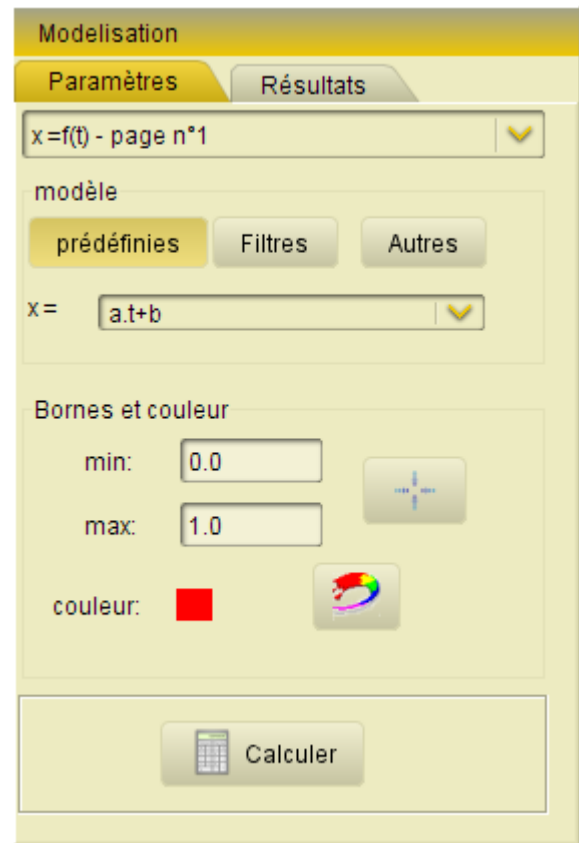 Modelisation
Paramètres Résultats
x =f(t) - page n°1
modèle
prédéfinies Filtres Autres
x = a.t+b
Bornes et couleur
min: 0.0
max: 1.0
couleur:
Calculer